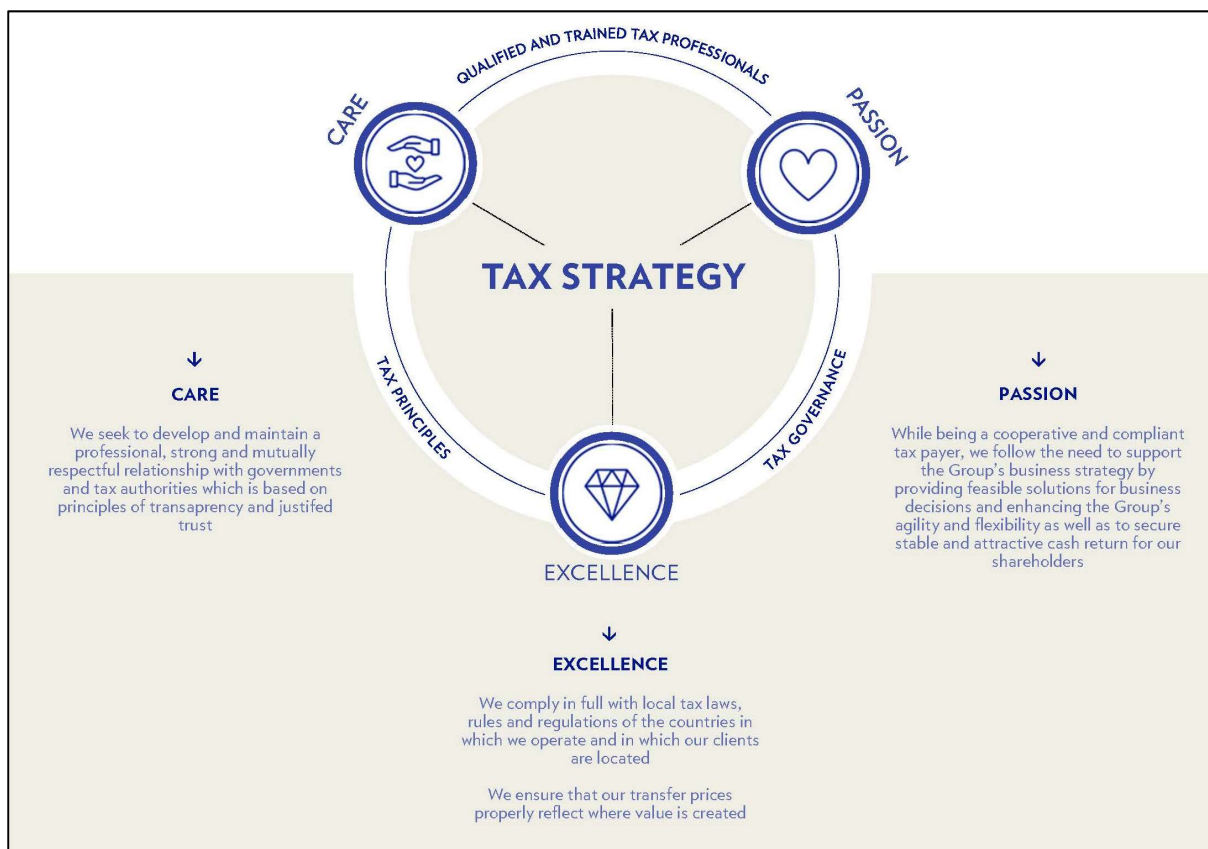 QUALIFIED AND TRAINED TAX PROFESSIONALS
CARE
PASSION
TAX STRATEGY
TAX PRINCIPLES
TAX GOVERNANCE
EXCELLENCE
CARE
We seek to develop and maintain a
professional, strong and mutually
respectful relationship with governments
and tax authorities which is based on
principles of transaprency and justifed
trust
PASSION
While being a cooperative and compliant
tax payer, we follow the need to support
the Group's business strategy by
providing feasible solutions for business
decisions and enhancing the Group's
agility and flexibility as well as to secure
stable and attractive cash return for our
shareholders
EXCELLENCE
We comply in full with local tax laws,
rules and regulations of the countries in
which we operate and in which our clients
are located
We ensure that our transfer prices
properly reflect where value is created